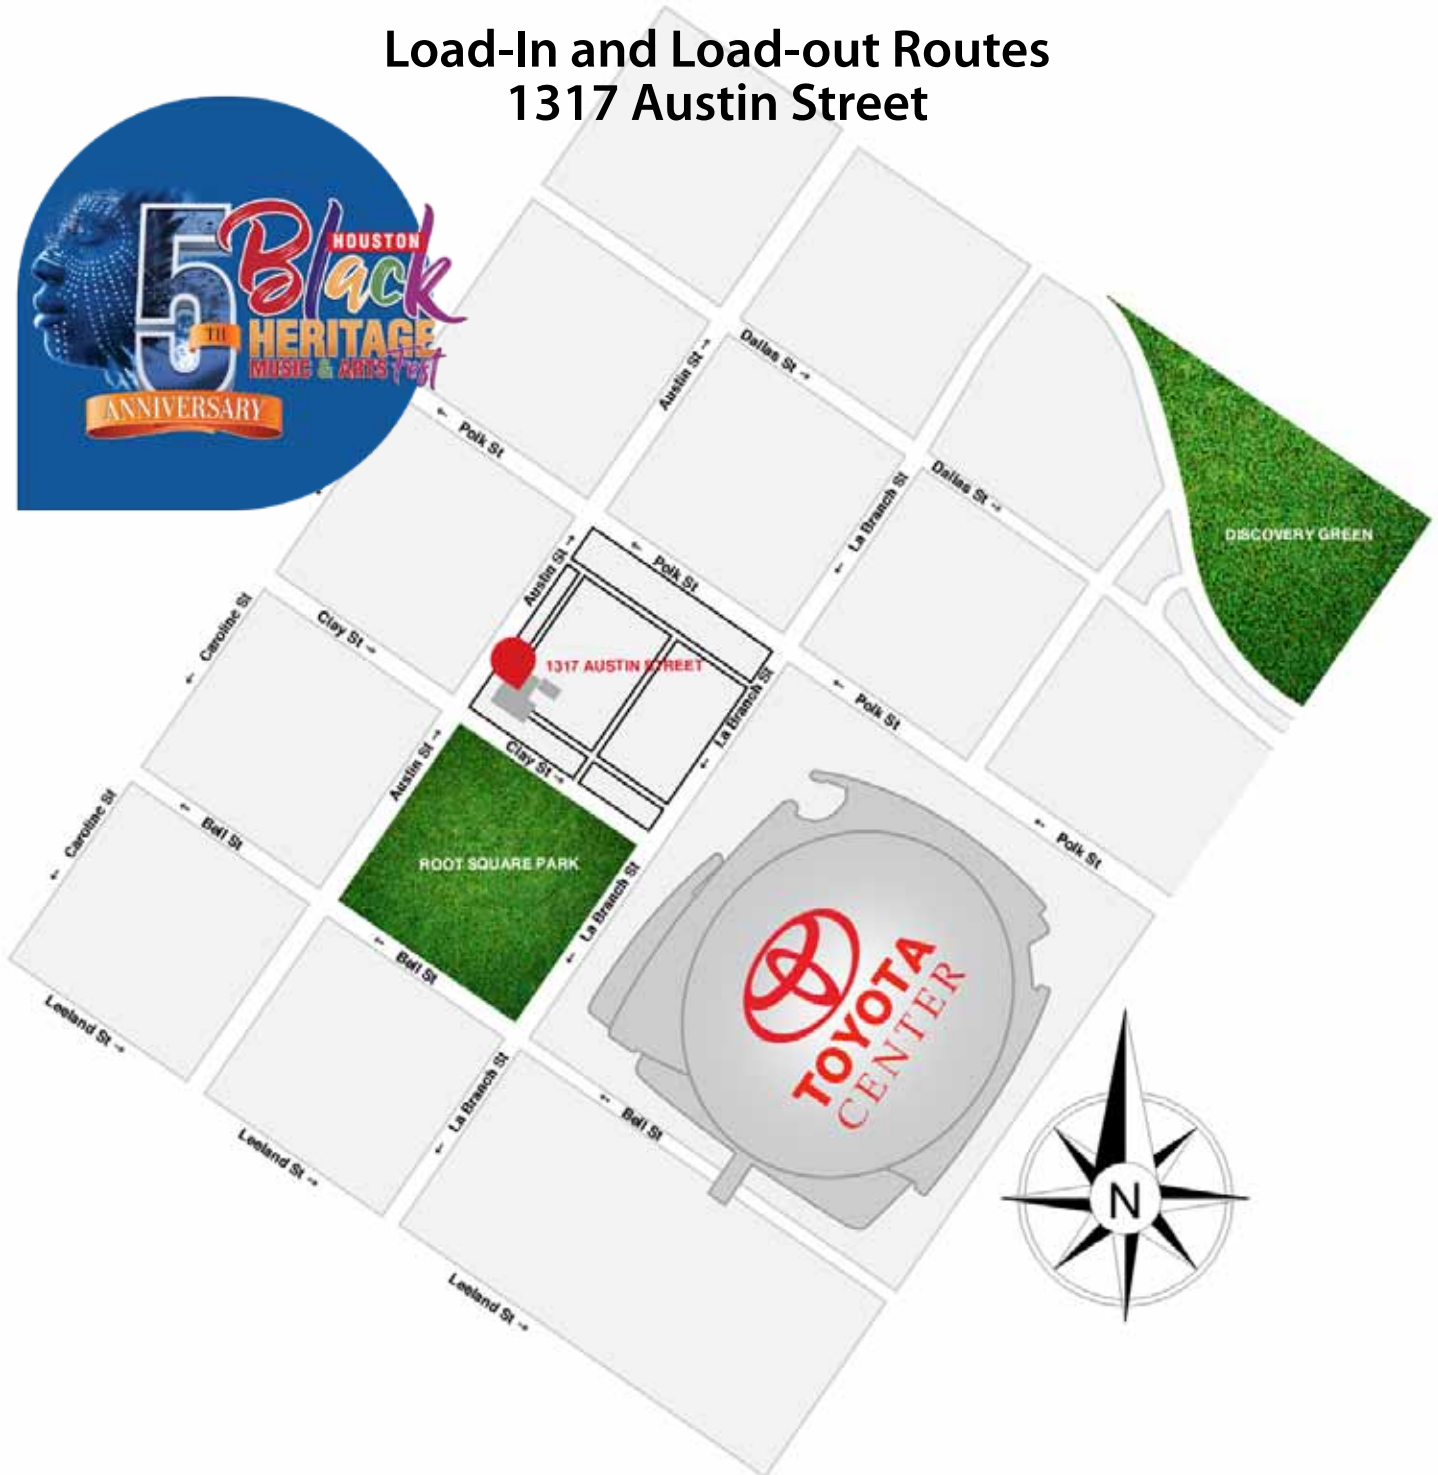 Load-In and Load-out Routes
1317 Austin Street
5TH
HOUSTON
Black
HERITAGE
MUSIC & ARTS Fest
ANNIVERSARY
Austin St →
Dallas St →
← Polk St
Dallas St →
← La Branch St
DISCOVERY GREEN
Austin St →
← Polk St
← Caroline St
Clay St →
1317 AUSTIN STREET
← La Branch St
← Polk St
Austin St →
Clay St →
← Caroline St
← Bell St
← Polk St
ROOT SQUARE PARK
← La Branch St
← Bell St
TOYOTA
CENTER
Leeland St →
← La Branch St
← Bell St
Leeland St →
N
Leeland St →